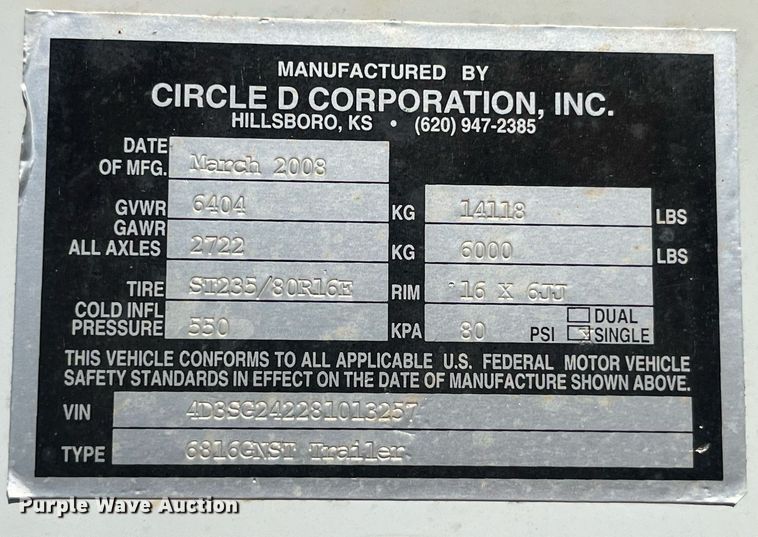 MANUFACTURED BY
CIRCLE D CORPORATION, INC.
HILLSBORO, KS • (620) 947-2385
DATE OF MFG. March 2008
GVWR 6404 KG 14118 LBS
GAWR ALL AXLES 2722 KG 6000 LBS
TIRE ST235/80R16E RIM 16 X 6JJ
COLD INFL PRESSURE 550 KPA 80 PSI DUAL X SINGLE
THIS VEHICLE CONFORMS TO ALL APPLICABLE U.S. FEDERAL MOTOR VEHICLE
SAFETY STANDARDS IN EFFECT ON THE DATE OF MANUFACTURE SHOWN ABOVE.
VIN 4D3SG242281013257
TYPE 6816GNST Trailer
Purple Wave Auction